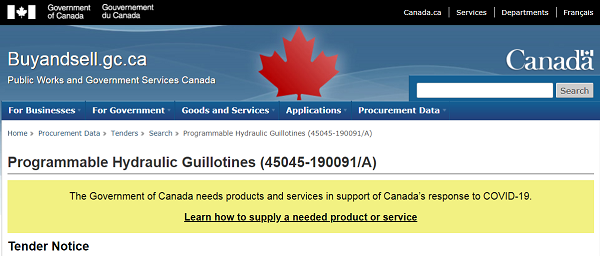 Government of Canada Gouvernement du Canada
Canada.ca | Services | Departments | Français
Buyandsell.gc.ca
Public Works and Government Services Canada
Canada
Search
For Businesses For Government Goods and Services Applications Procurement Data
Home » Procurement Data » Tenders » Search » Programmable Hydraulic Guillotines (45045-190091/A)
Programmable Hydraulic Guillotines (45045-190091/A)
The Government of Canada needs products and services in support of Canada's response to COVID-19.
Learn how to supply a needed product or service
Tender Notice